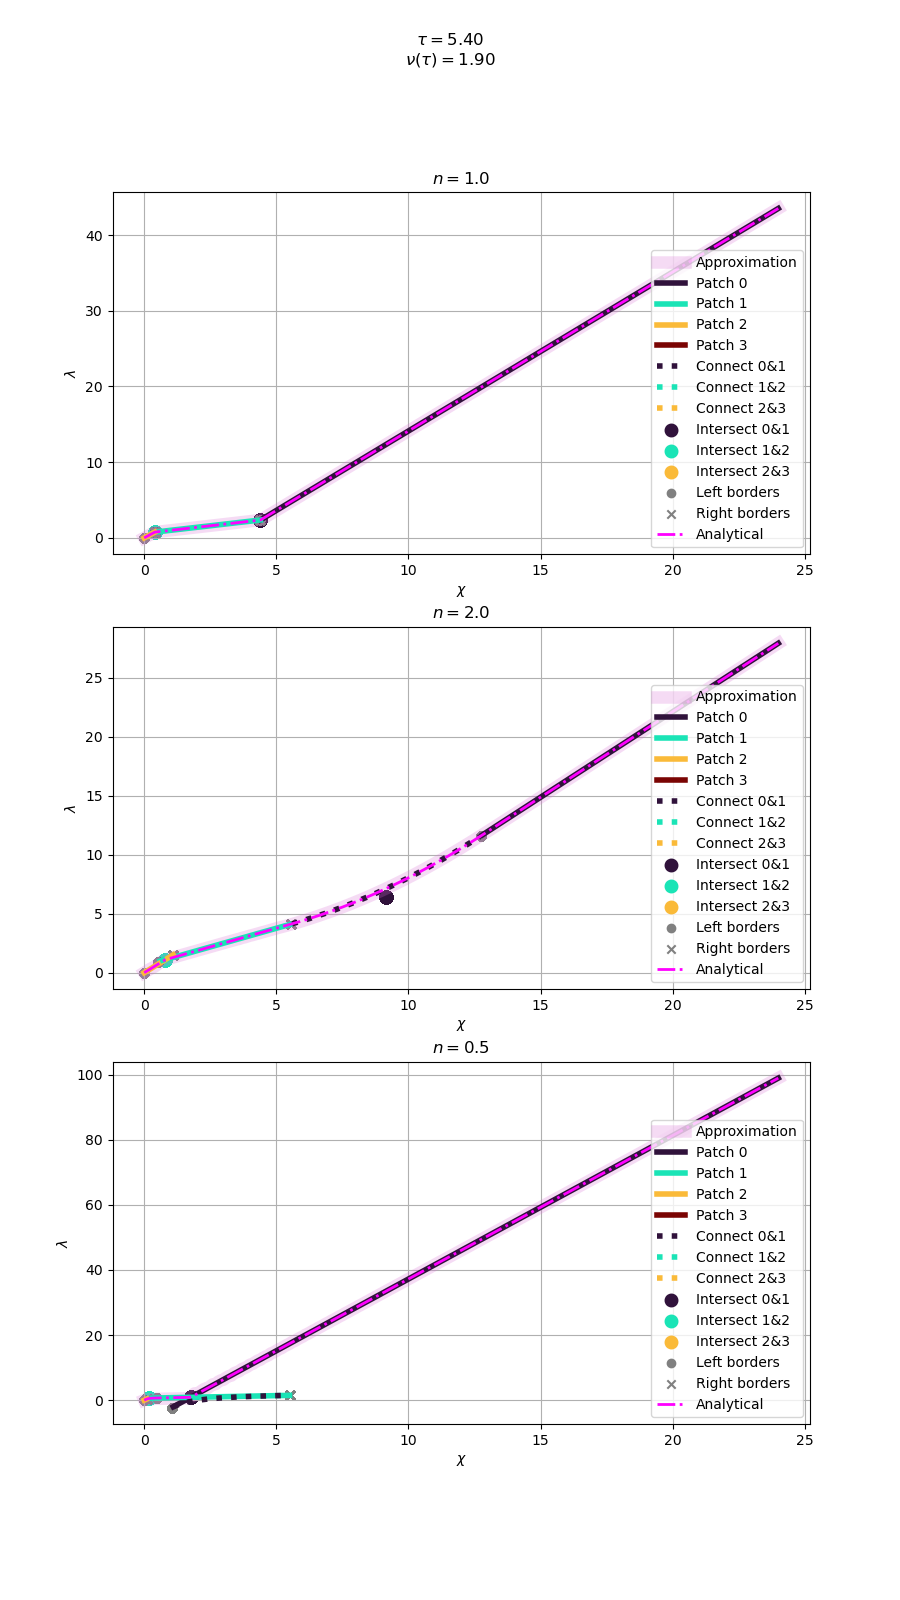 τ = 5.40
ν(τ) = 1.90
n = 1.0
40
30
20
10
0
λ
0 5 10 15 20 25
χ
Approximation
Patch 0
Patch 1
Patch 2
Patch 3
Connect 0&1
Connect 1&2
Connect 2&3
Intersect 0&1
Intersect 1&2
Intersect 2&3
Left borders
Right borders
Analytical
n = 2.0
25
20
15
10
5
0
λ
0 5 10 15 20 25
χ
Approximation
Patch 0
Patch 1
Patch 2
Patch 3
Connect 0&1
Connect 1&2
Connect 2&3
Intersect 0&1
Intersect 1&2
Intersect 2&3
Left borders
Right borders
Analytical
n = 0.5
100
80
60
40
20
0
λ
0 5 10 15 20 25
χ
Approximation
Patch 0
Patch 1
Patch 2
Patch 3
Connect 0&1
Connect 1&2
Connect 2&3
Intersect 0&1
Intersect 1&2
Intersect 2&3
Left borders
Right borders
Analytical